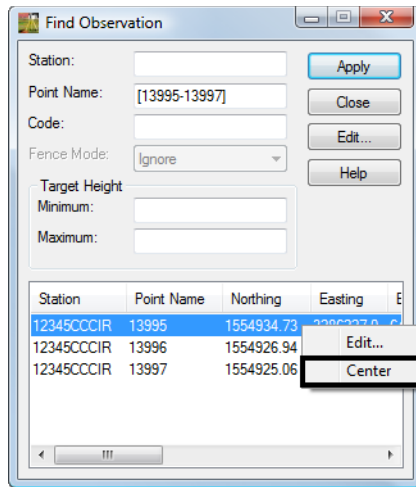 Find Observation
Station:
Apply
Point Name: [13995-13997]
Close
Code:
Edit...
Fence Mode: Ignore
Help
Target Height
Minimum:
Maximum:
Station Point Name Northing Easting
12345CCCIR 13995 1554934.73
12345CCCIR 13996 1554926.94
12345CCCIR 13997 1554925.06
Edit...
Center